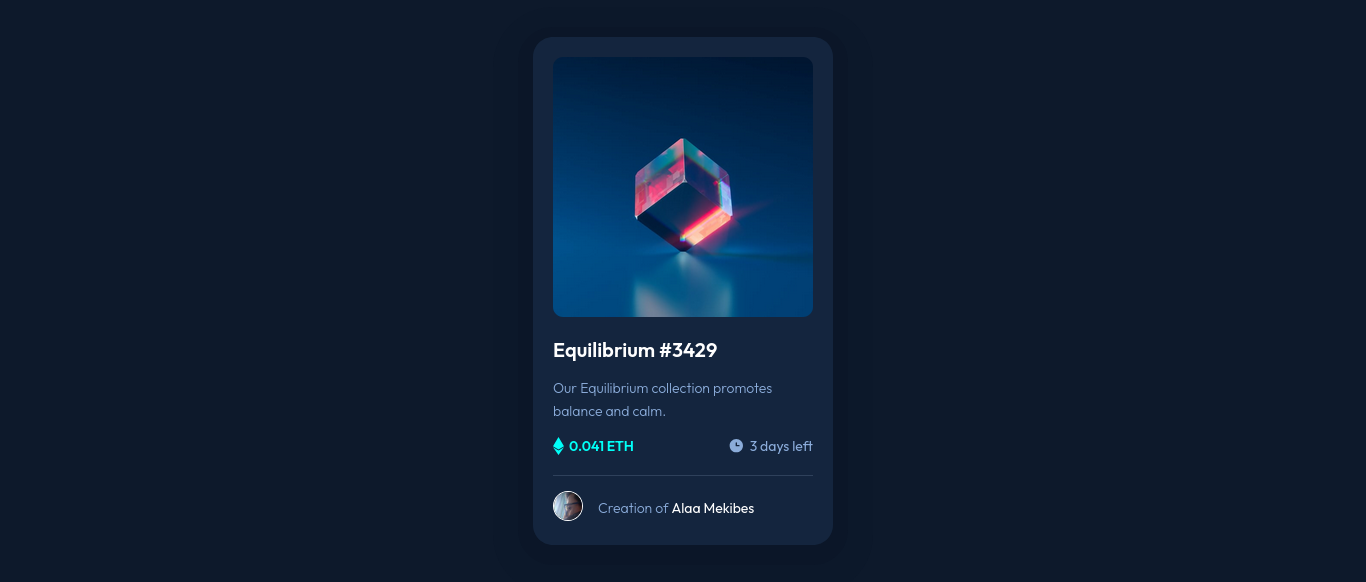 Equilibrium #3429
Our Equilibrium collection promotes
balance and calm.
0.041 ETH
3 days left
Creation of Alaa Mekibes